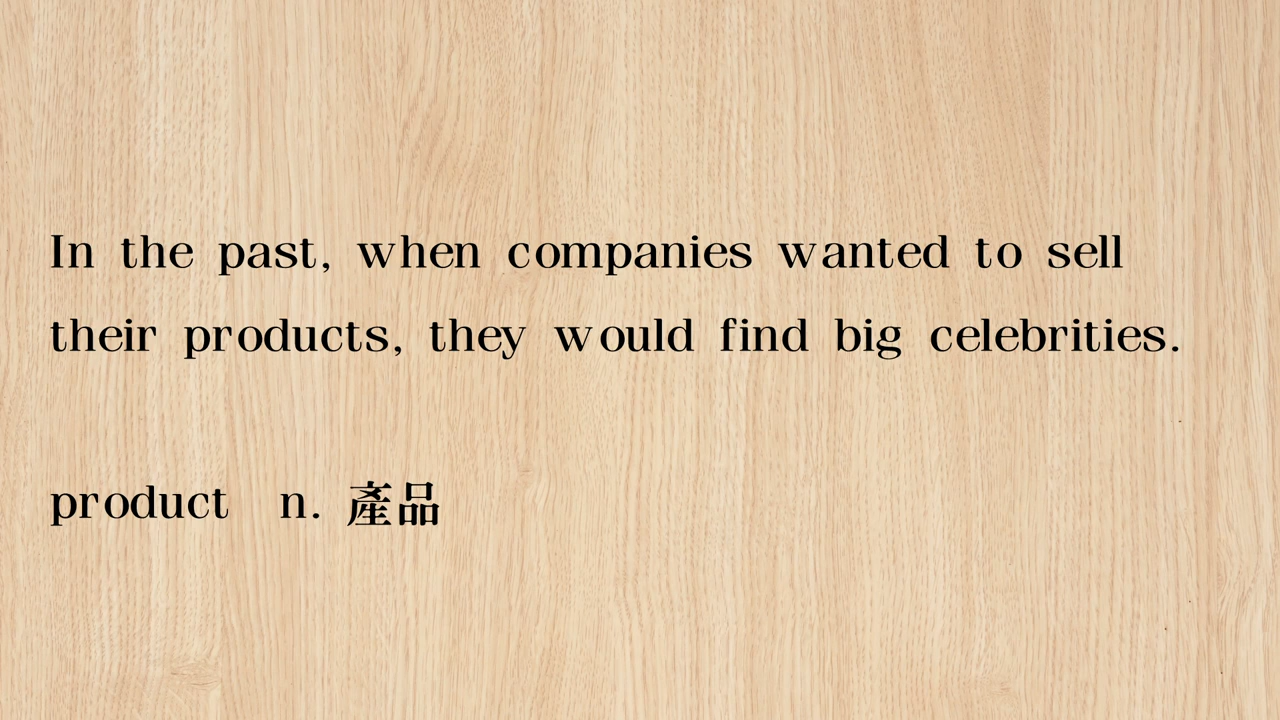 In the past, when companies wanted to sell
their products, they would find big celebrities.
product n. 產品